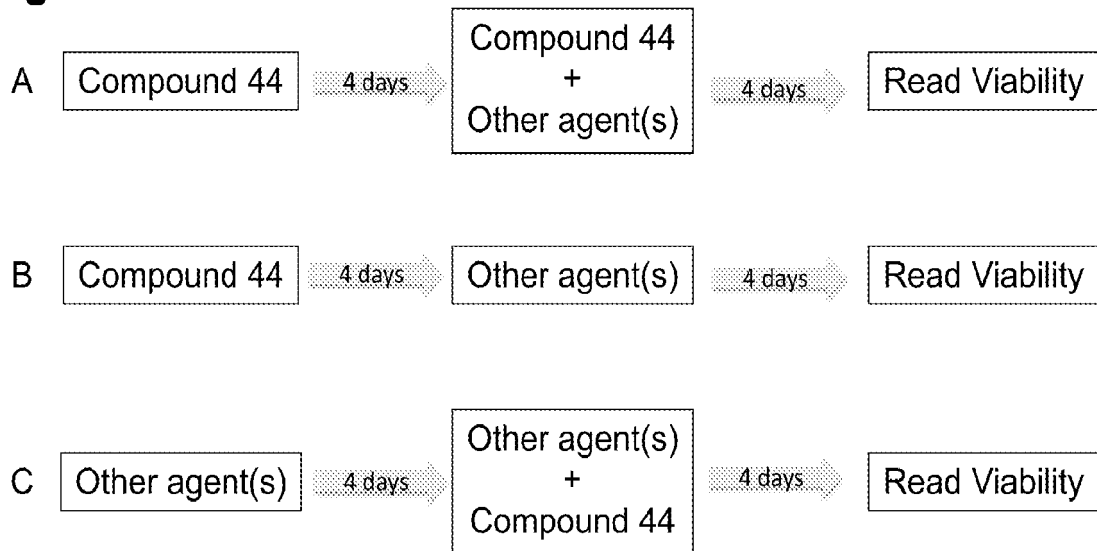 Compound 44
+
Other agent(s)
A Compound 44 4 days 4 days Read Viability
B Compound 44 4 days Other agent(s) 4 days Read Viability
Other agent(s)
+
Compound 44
C Other agent(s) 4 days 4 days Read Viability